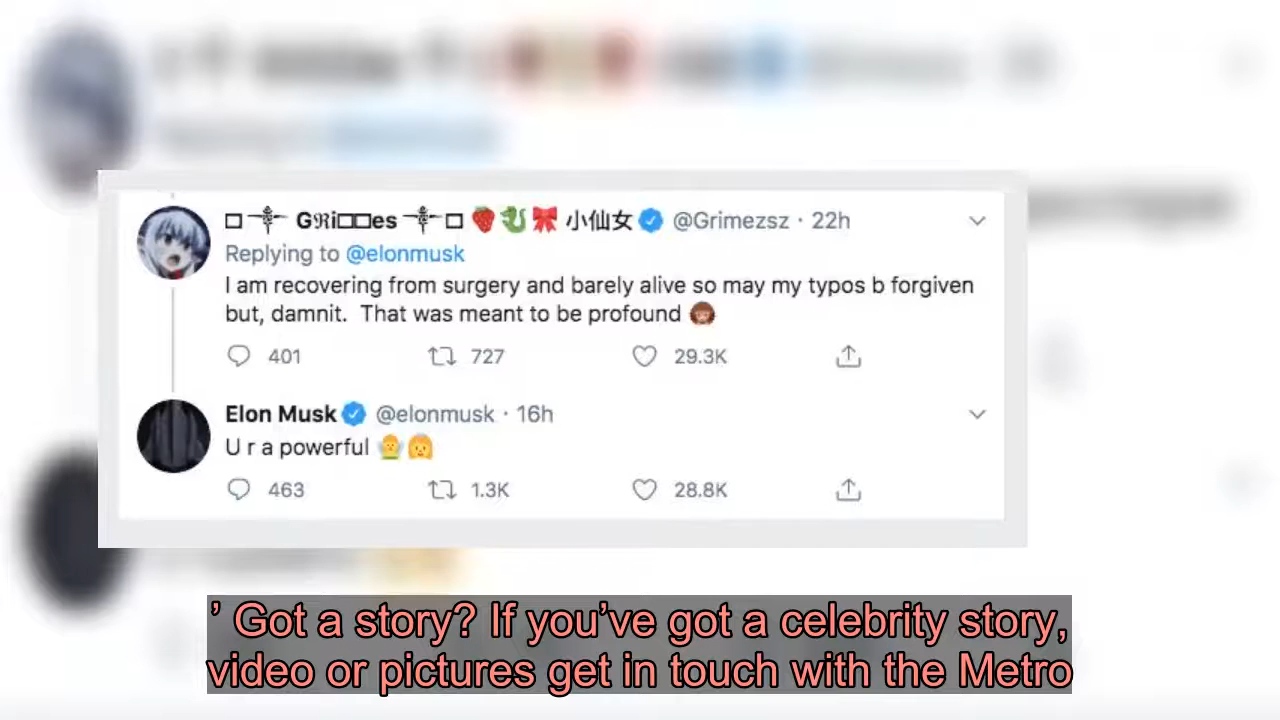 □ ⸸ Gℜi□□es ⸸ □ 🍓🐉🎀 小仙女 @Grimezsz · 22h
Replying to @elonmusk
I am recovering from surgery and barely alive so may my typos b forgiven
but, damnit. That was meant to be profound
401 727 29.3K
Elon Musk @elonmusk · 16h
U r a powerful
463 1.3K 28.8K
’ Got a story? If you’ve got a celebrity story,
video or pictures get in touch with the Metro